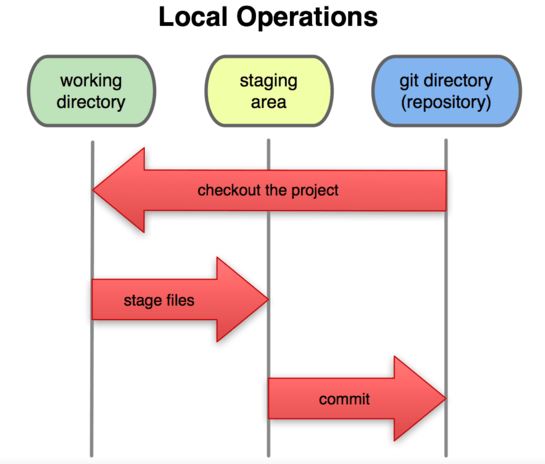 Local Operations
working
directory
staging
area
git directory
(repository)
checkout the project
stage files
commit